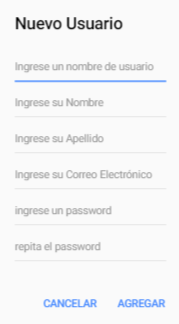 Nuevo Usuario
Ingrese un nombre de usuario
Ingrese su Nombre
Ingrese su Apellido
Ingrese su Correo Electrónico
ingrese un password
repita el password
CANCELAR AGREGAR